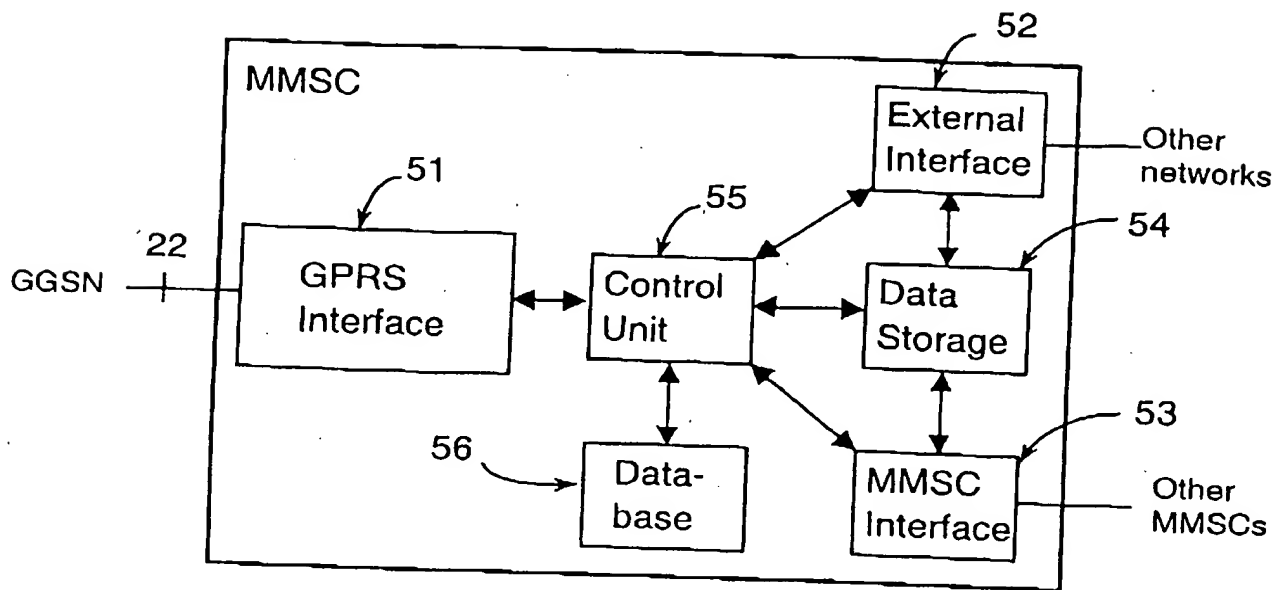 52
MMSC
External
Interface
Other
networks
51
55
54
22
GGSN
GPRS
Interface
Control
Unit
Data
Storage
53
56
Data-
base
MMSC
Interface
Other
MMSCs